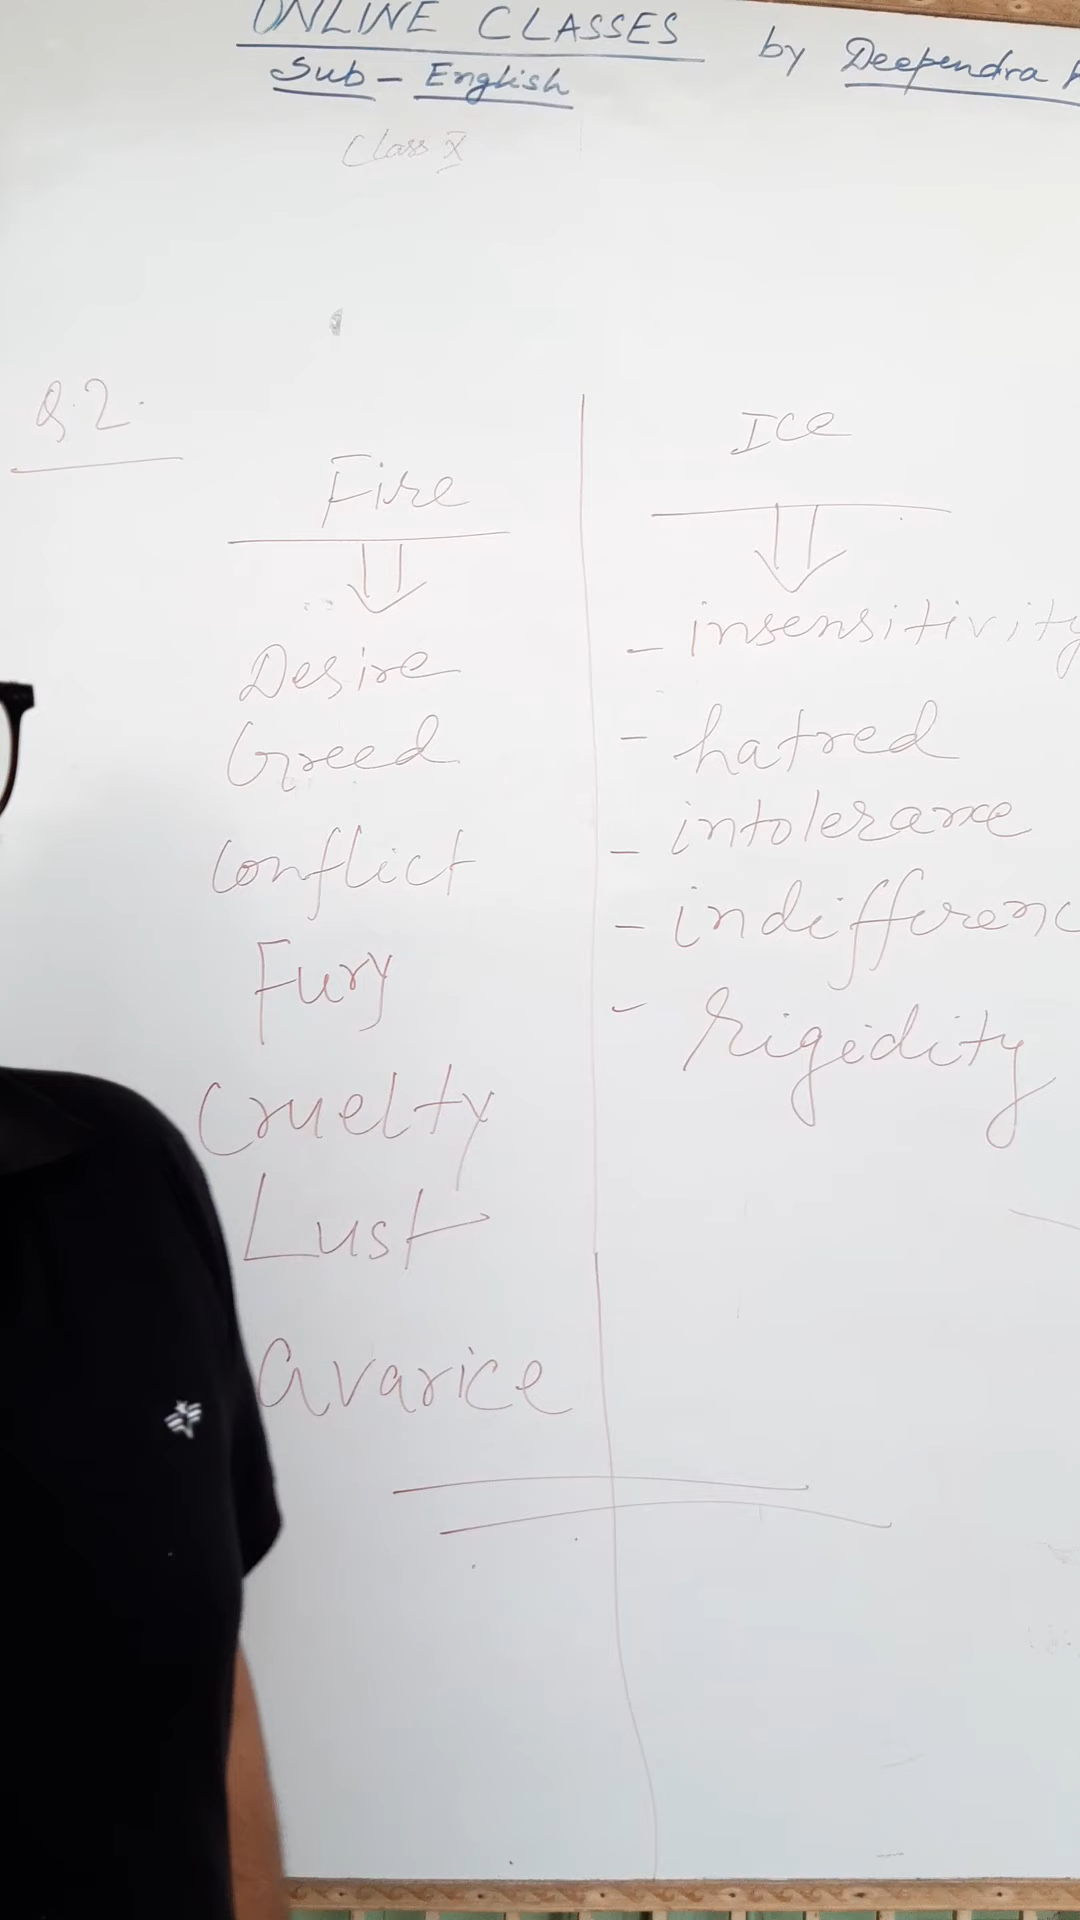 ONLINE CLASSES by Deependra
Sub - English
Class X
Q.2.
Fire
Desire
Greed
Conflict
Fury
Cruelty
Lust
avarice
Ice
- insensitivity
- hatred
- intolerance
- indifferenc
- rigidity